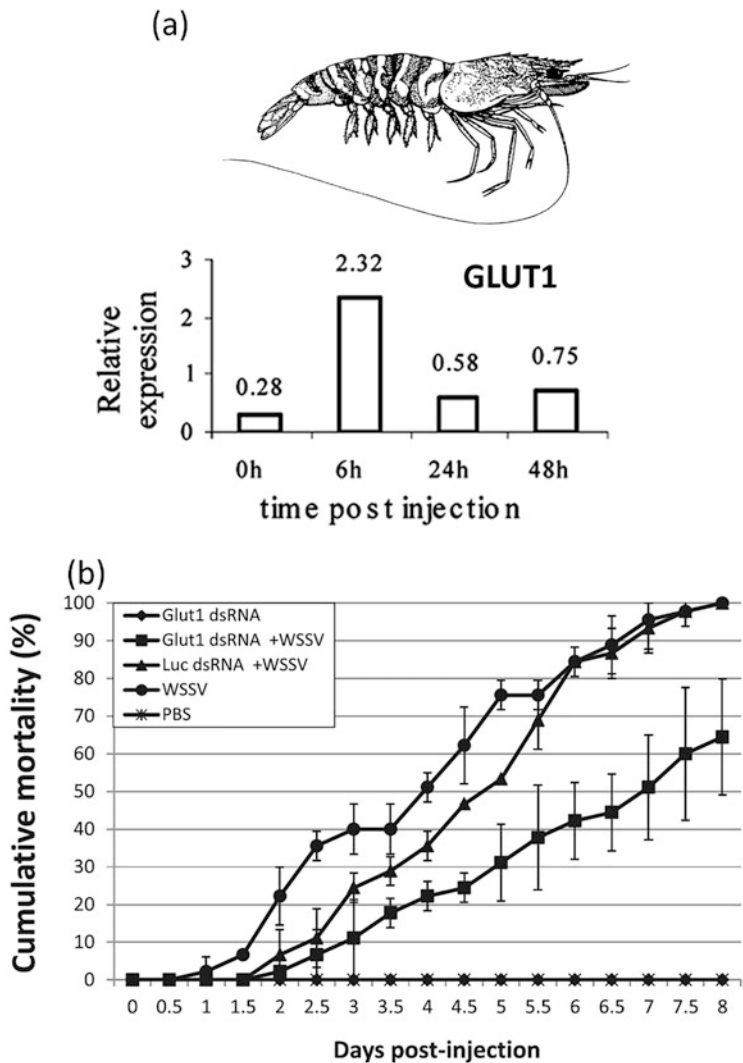 (a)
GLUT1
Relative
expression
3
2
1
0
0.28
2.32
0.58
0.75
0h 6h 24h 48h
time post injection
(b)
Cumulative mortality (%)
100
90
80
70
60
50
40
30
20
10
0
Glut1 dsRNA
Glut1 dsRNA +WSSV
Luc dsRNA +WSSV
WSSV
PBS
0 0.5 1 1.5 2 2.5 3 3.5 4 4.5 5 5.5 6 6.5 7 7.5 8
Days post-injection